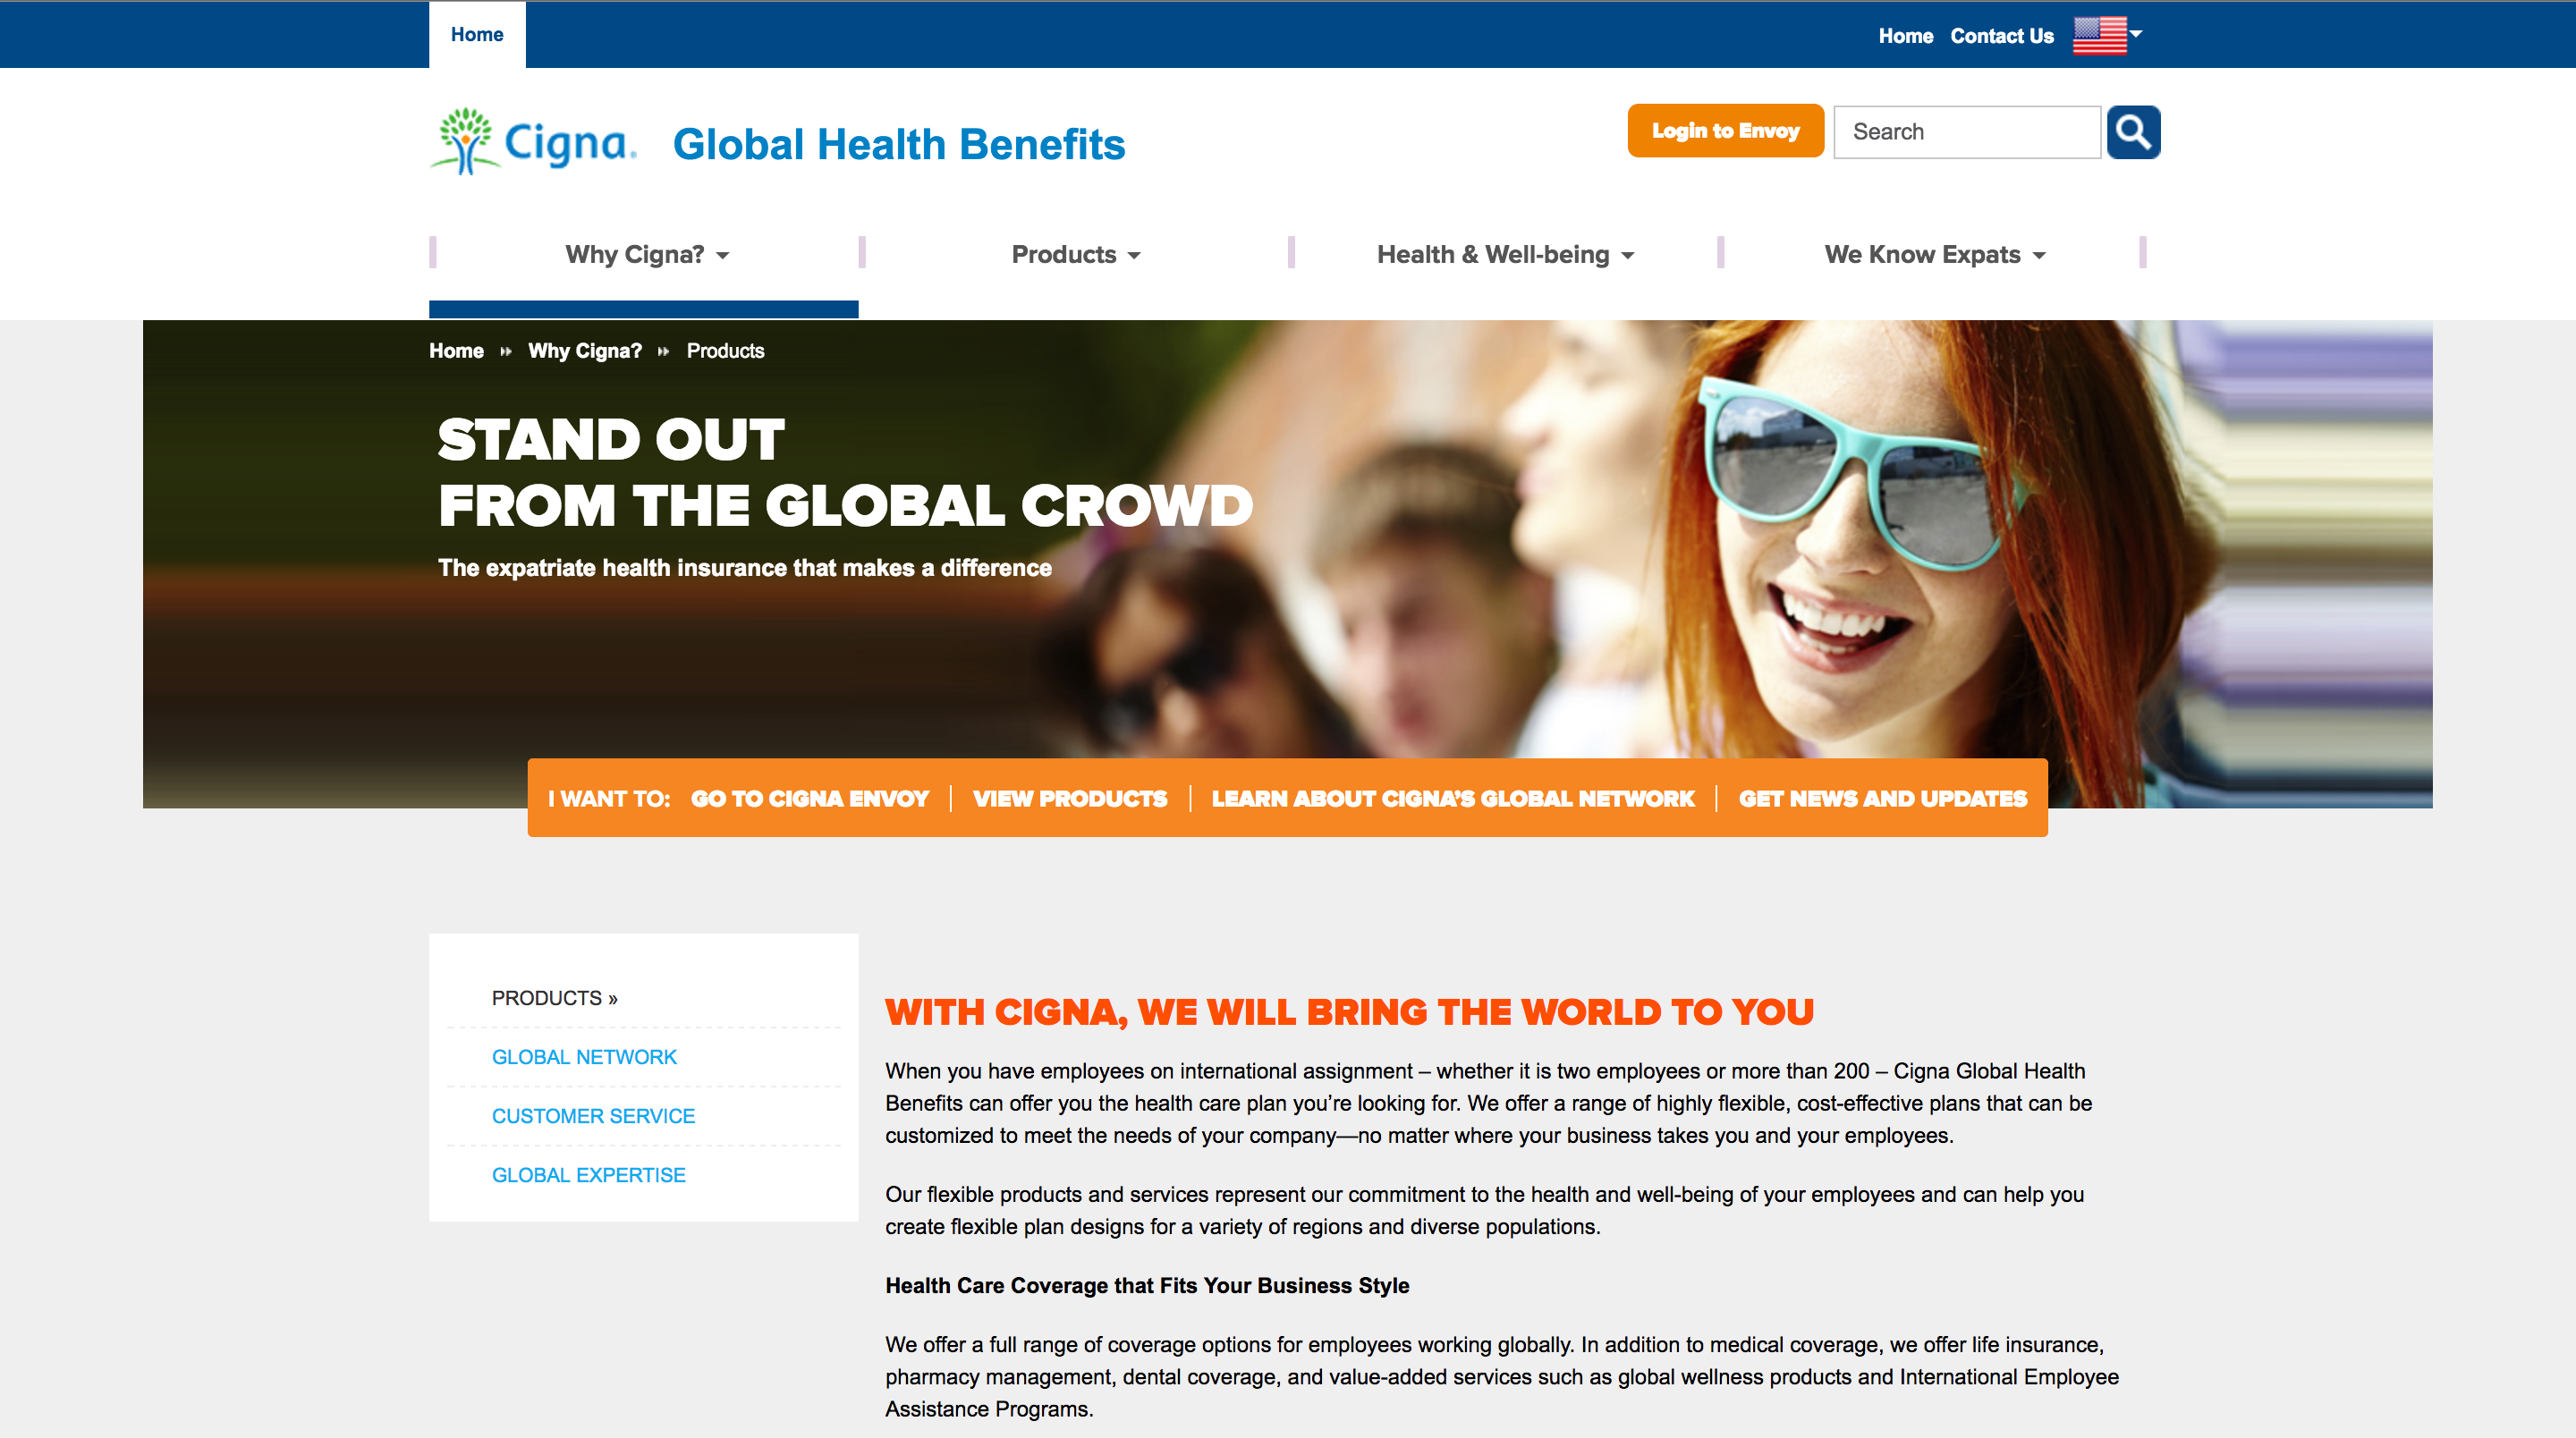 Home
Home Contact Us
Cigna® Global Health Benefits
Login to Envoy
Search
Why Cigna?
Products
Health & Well-being
We Know Expats
Home » Why Cigna? » Products
STAND OUT
FROM THE GLOBAL CROWD
The expatriate health insurance that makes a difference
I WANT TO: GO TO CIGNA ENVOY | VIEW PRODUCTS | LEARN ABOUT CIGNA'S GLOBAL NETWORK | GET NEWS AND UPDATES
PRODUCTS »
GLOBAL NETWORK
CUSTOMER SERVICE
GLOBAL EXPERTISE
WITH CIGNA, WE WILL BRING THE WORLD TO YOU
When you have employees on international assignment – whether it is two employees or more than 200 – Cigna Global Health
Benefits can offer you the health care plan you’re looking for. We offer a range of highly flexible, cost-effective plans that can be
customized to meet the needs of your company—no matter where your business takes you and your employees.
Our flexible products and services represent our commitment to the health and well-being of your employees and can help you
create flexible plan designs for a variety of regions and diverse populations.
Health Care Coverage that Fits Your Business Style
We offer a full range of coverage options for employees working globally. In addition to medical coverage, we offer life insurance,
pharmacy management, dental coverage, and value-added services such as global wellness products and International Employee
Assistance Programs.